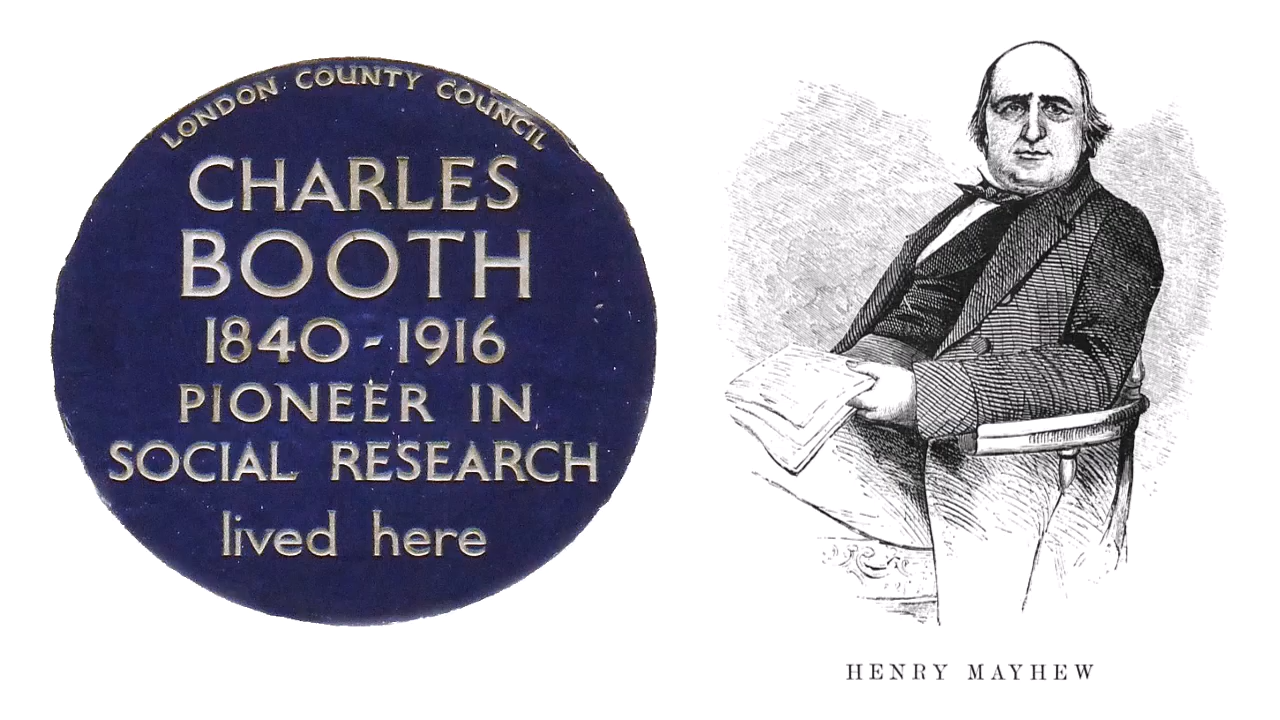 LONDON COUNTY COUNCIL
CHARLES
BOOTH
1840-1916
PIONEER IN
SOCIAL RESEARCH
lived here
HENRY MAYHEW